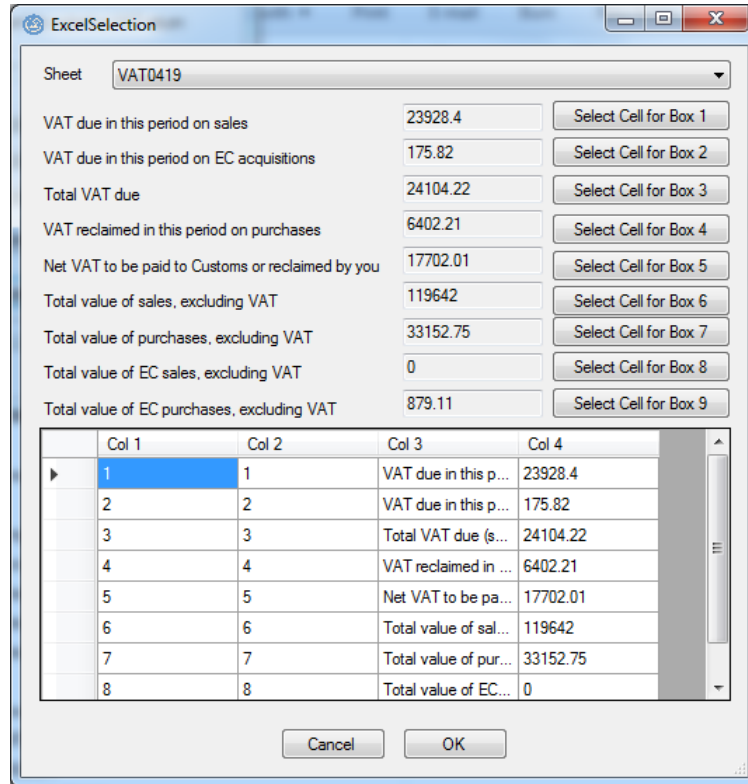 ExcelSelection
Sheet VAT0419
VAT due in this period on sales 23928.4 Select Cell for Box 1
VAT due in this period on EC acquisitions 175.82 Select Cell for Box 2
Total VAT due 24104.22 Select Cell for Box 3
VAT reclaimed in this period on purchases 6402.21 Select Cell for Box 4
Net VAT to be paid to Customs or reclaimed by you 17702.01 Select Cell for Box 5
Total value of sales, excluding VAT 119642 Select Cell for Box 6
Total value of purchases, excluding VAT 33152.75 Select Cell for Box 7
Total value of EC sales, excluding VAT 0 Select Cell for Box 8
Total value of EC purchases, excluding VAT 879.11 Select Cell for Box 9
Col 1 Col 2 Col 3 Col 4
1 1 VAT due in this p... 23928.4
2 2 VAT due in this p... 175.82
3 3 Total VAT due (s... 24104.22
4 4 VAT reclaimed in ... 6402.21
5 5 Net VAT to be pa... 17702.01
6 6 Total value of sal... 119642
7 7 Total value of pur... 33152.75
8 8 Total value of EC... 0
Cancel OK